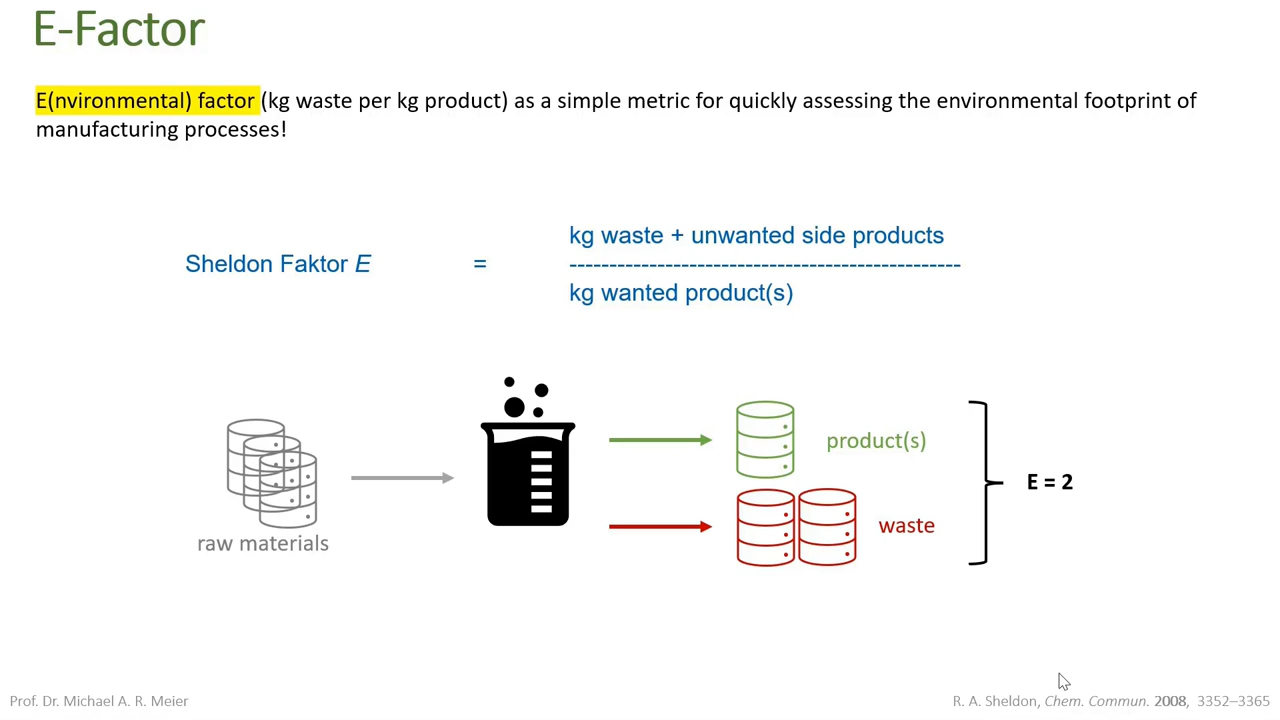 E-Factor
E(nvironmental) factor (kg waste per kg product) as a simple metric for quickly assessing the environmental footprint of
manufacturing processes!
kg waste + unwanted side products
Sheldon Faktor E = -------------------------------------------------
kg wanted product(s)
product(s)
E = 2
waste
raw materials
Prof. Dr. Michael A. R. Meier
R. A. Sheldon, Chem. Commun. 2008, 3352–3365